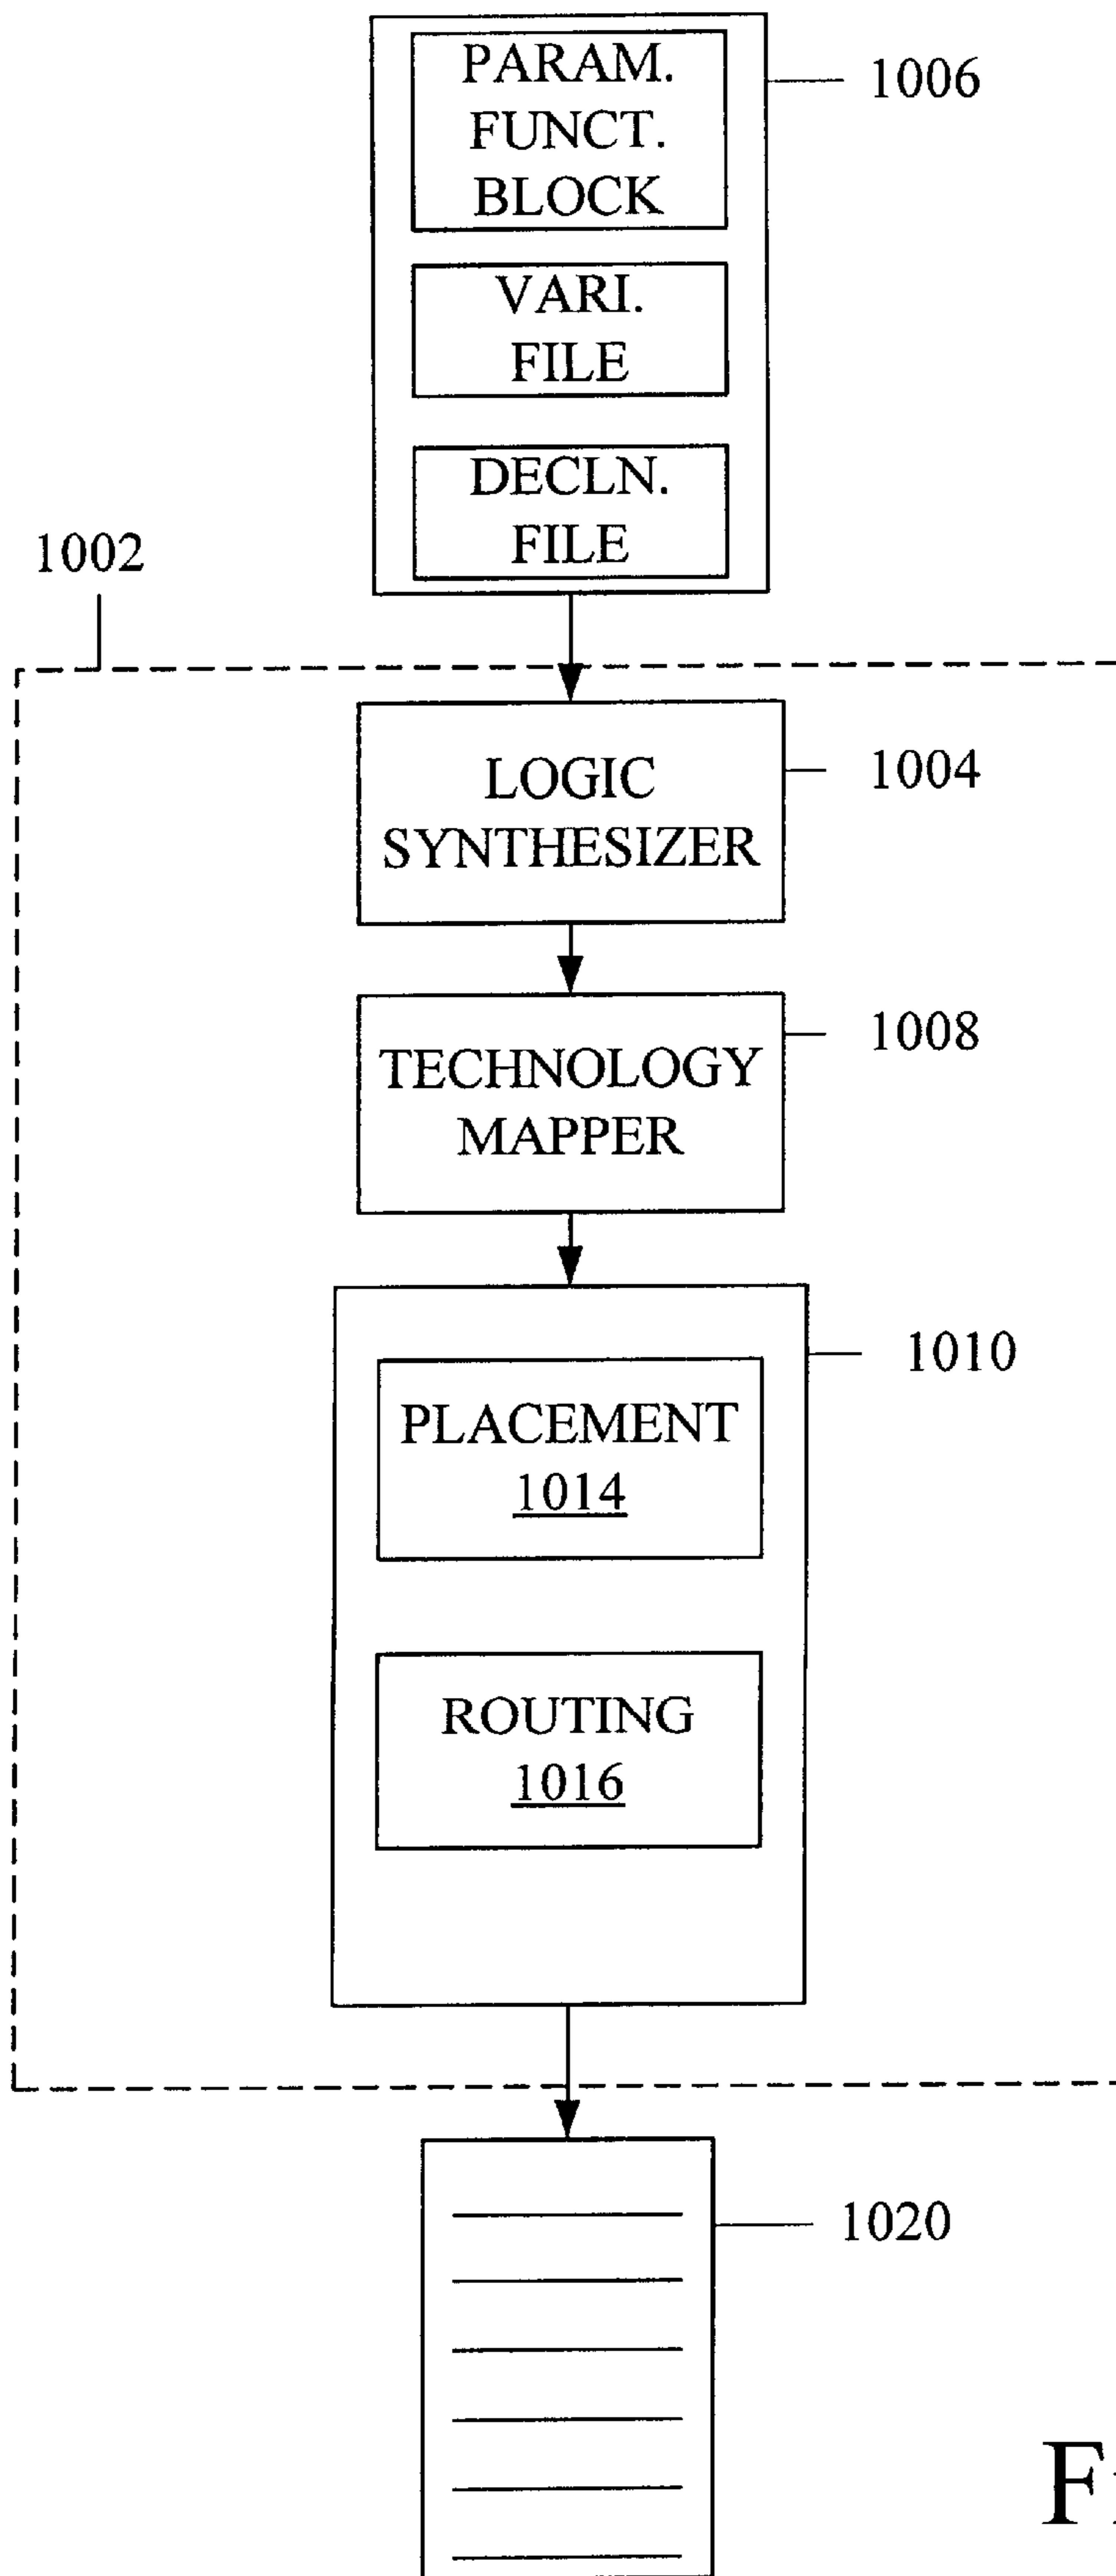 PARAM.
FUNCT.
BLOCK
1006
VARI.
FILE
DECLN.
FILE
1002
LOGIC
SYNTHESIZER
1004
TECHNOLOGY
MAPPER
1008
1010
PLACEMENT
1014
ROUTING
1016
1020